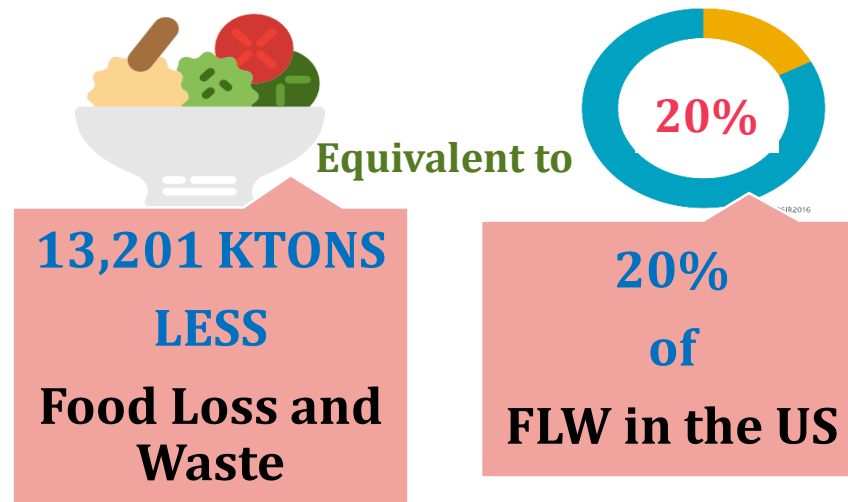 20%
Equivalent to
13,201 KTONS
LESS
Food Loss and
Waste
20%
of
FLW in the US